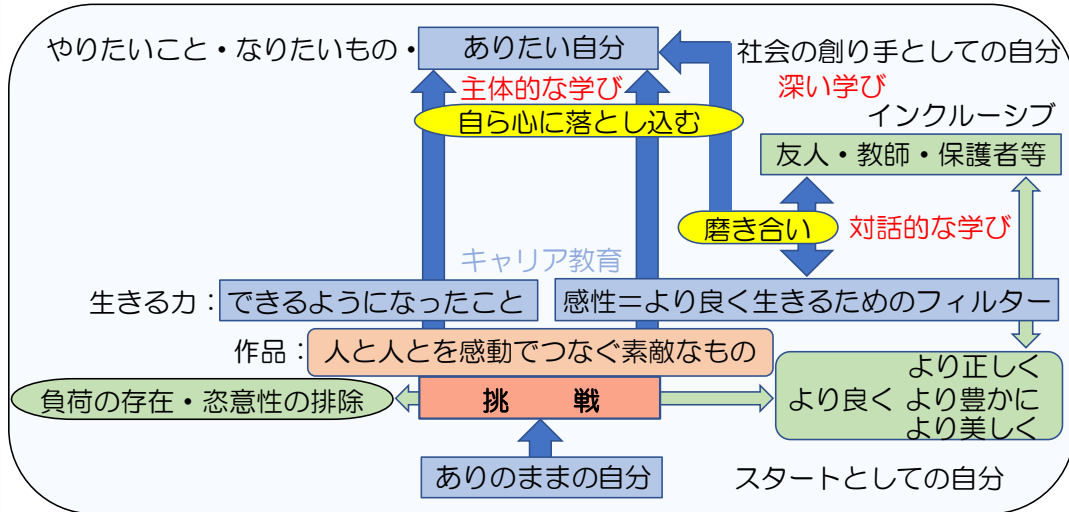 やりたいこと・なりたいもの・
ありたい自分
社会の創り手としての自分
主体的な学び
深い学び
自ら心に落とし込む
インクルーシブ
友人・教師・保護者等
磨き合い
対話的な学び
キャリア教育
生きる力：
できるようになったこと
感性＝より良く生きるためのフィルター
作品：
人と人とを感動でつなぐ素敵なもの
負荷の存在・恣意性の排除
挑　戦
より正しく
より良く より豊かに
より美しく
ありのままの自分
スタートとしての自分